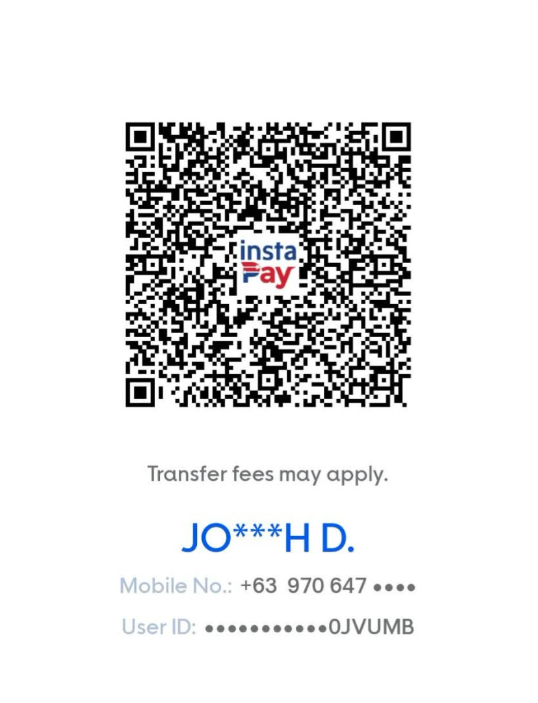 insta
Pay
Transfer fees may apply.
JO***H D.
Mobile No.: +63 970 647 ••••
User ID: •••••••••••0JVUMB